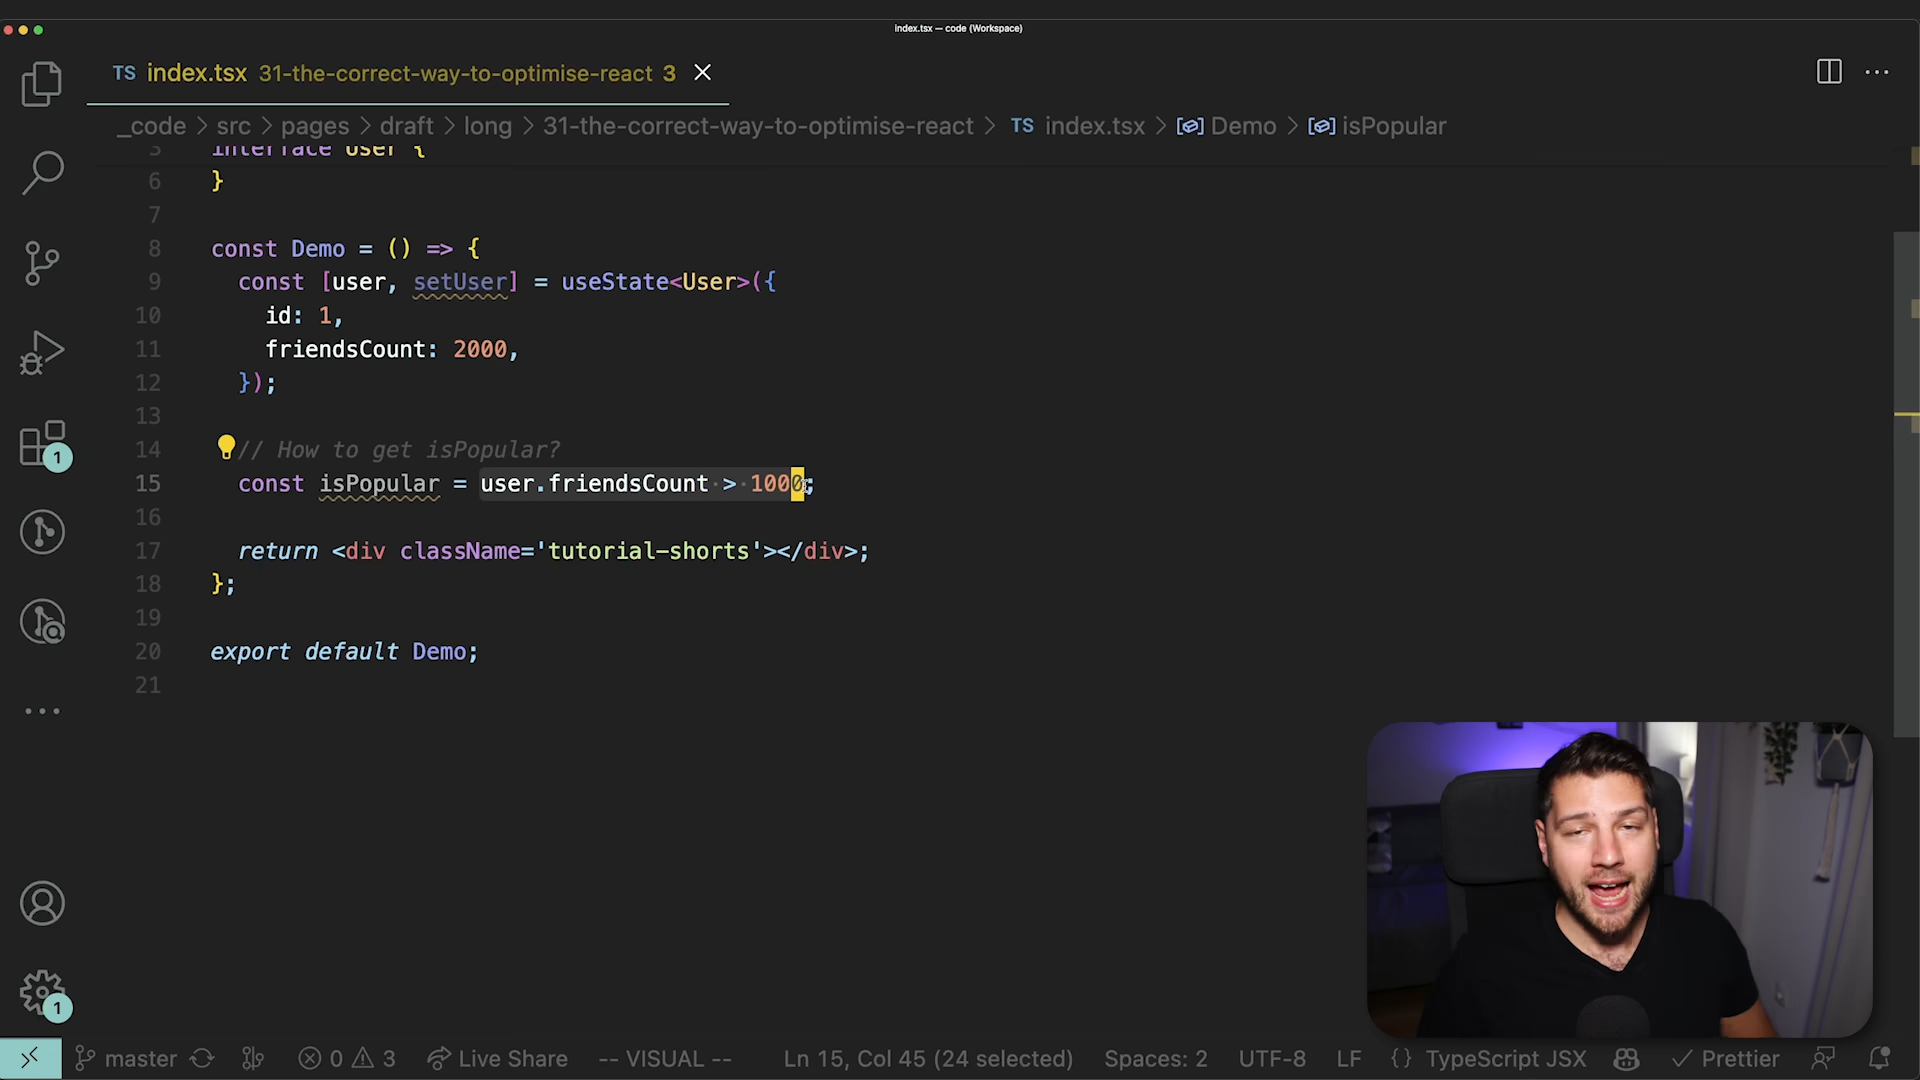 index.tsx — code (Workspace)
TS index.tsx 31-the-correct-way-to-optimise-react 3
_code > src > pages > draft > long > 31-the-correct-way-to-optimise-react > TS index.tsx > Demo > isPopular
5 interface User {
6 }
7
8 const Demo = () => {
9 const [user, setUser] = useState<User>({
10 id: 1,
11 friendsCount: 2000,
12 });
13
14 // How to get isPopular?
15 const isPopular = user.friendsCount > 1000;
16
17 return <div className='tutorial-shorts'></div>;
18 };
19
20 export default Demo;
21
1
1
master 0 3 Live Share -- VISUAL -- Ln 15, Col 45 (24 selected) Spaces: 2 UTF-8 LF {} TypeScript JSX Prettier